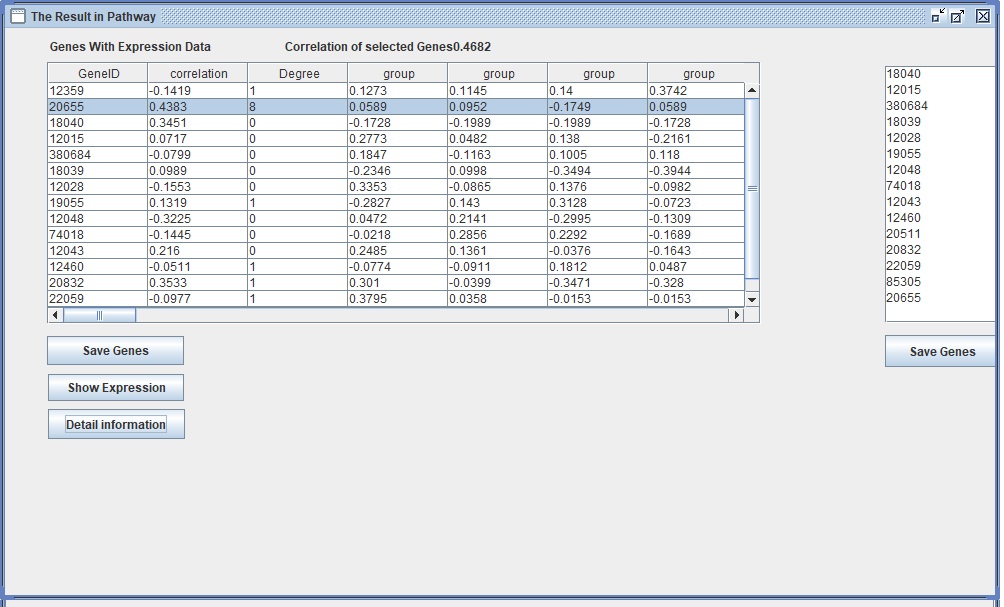 The Result in Pathway
Genes With Expression Data Correlation of selected Genes0.4682
GeneID correlation Degree group group group group
12359 -0.1419 1 0.1273 0.1145 0.14 0.3742
20655 0.4383 8 0.0589 0.0952 -0.1749 0.0589
18040 0.3451 0 -0.1728 -0.1989 -0.1989 -0.1728
12015 0.0717 0 0.2773 0.0482 0.138 -0.2161
380684 -0.0799 0 0.1847 -0.1163 0.1005 0.118
18039 0.0989 0 -0.2346 0.0998 -0.3494 -0.3944
12028 -0.1553 0 0.3353 -0.0865 0.1376 -0.0982
19055 0.1319 1 -0.2827 0.143 0.3128 -0.0723
12048 -0.3225 0 0.0472 0.2141 -0.2995 -0.1309
74018 -0.1445 0 -0.0218 0.2856 0.2292 -0.1689
12043 0.216 0 0.2485 0.1361 -0.0376 -0.1643
12460 -0.0511 1 -0.0774 -0.0911 0.1812 0.0487
20832 0.3533 1 0.301 -0.0399 -0.3471 -0.328
22059 -0.0977 1 0.3795 0.0358 -0.0153 -0.0153
Save Genes
Show Expression
Detail information
18040
12015
380684
18039
12028
19055
12048
74018
12043
12460
20511
20832
22059
85305
20655
Save Genes